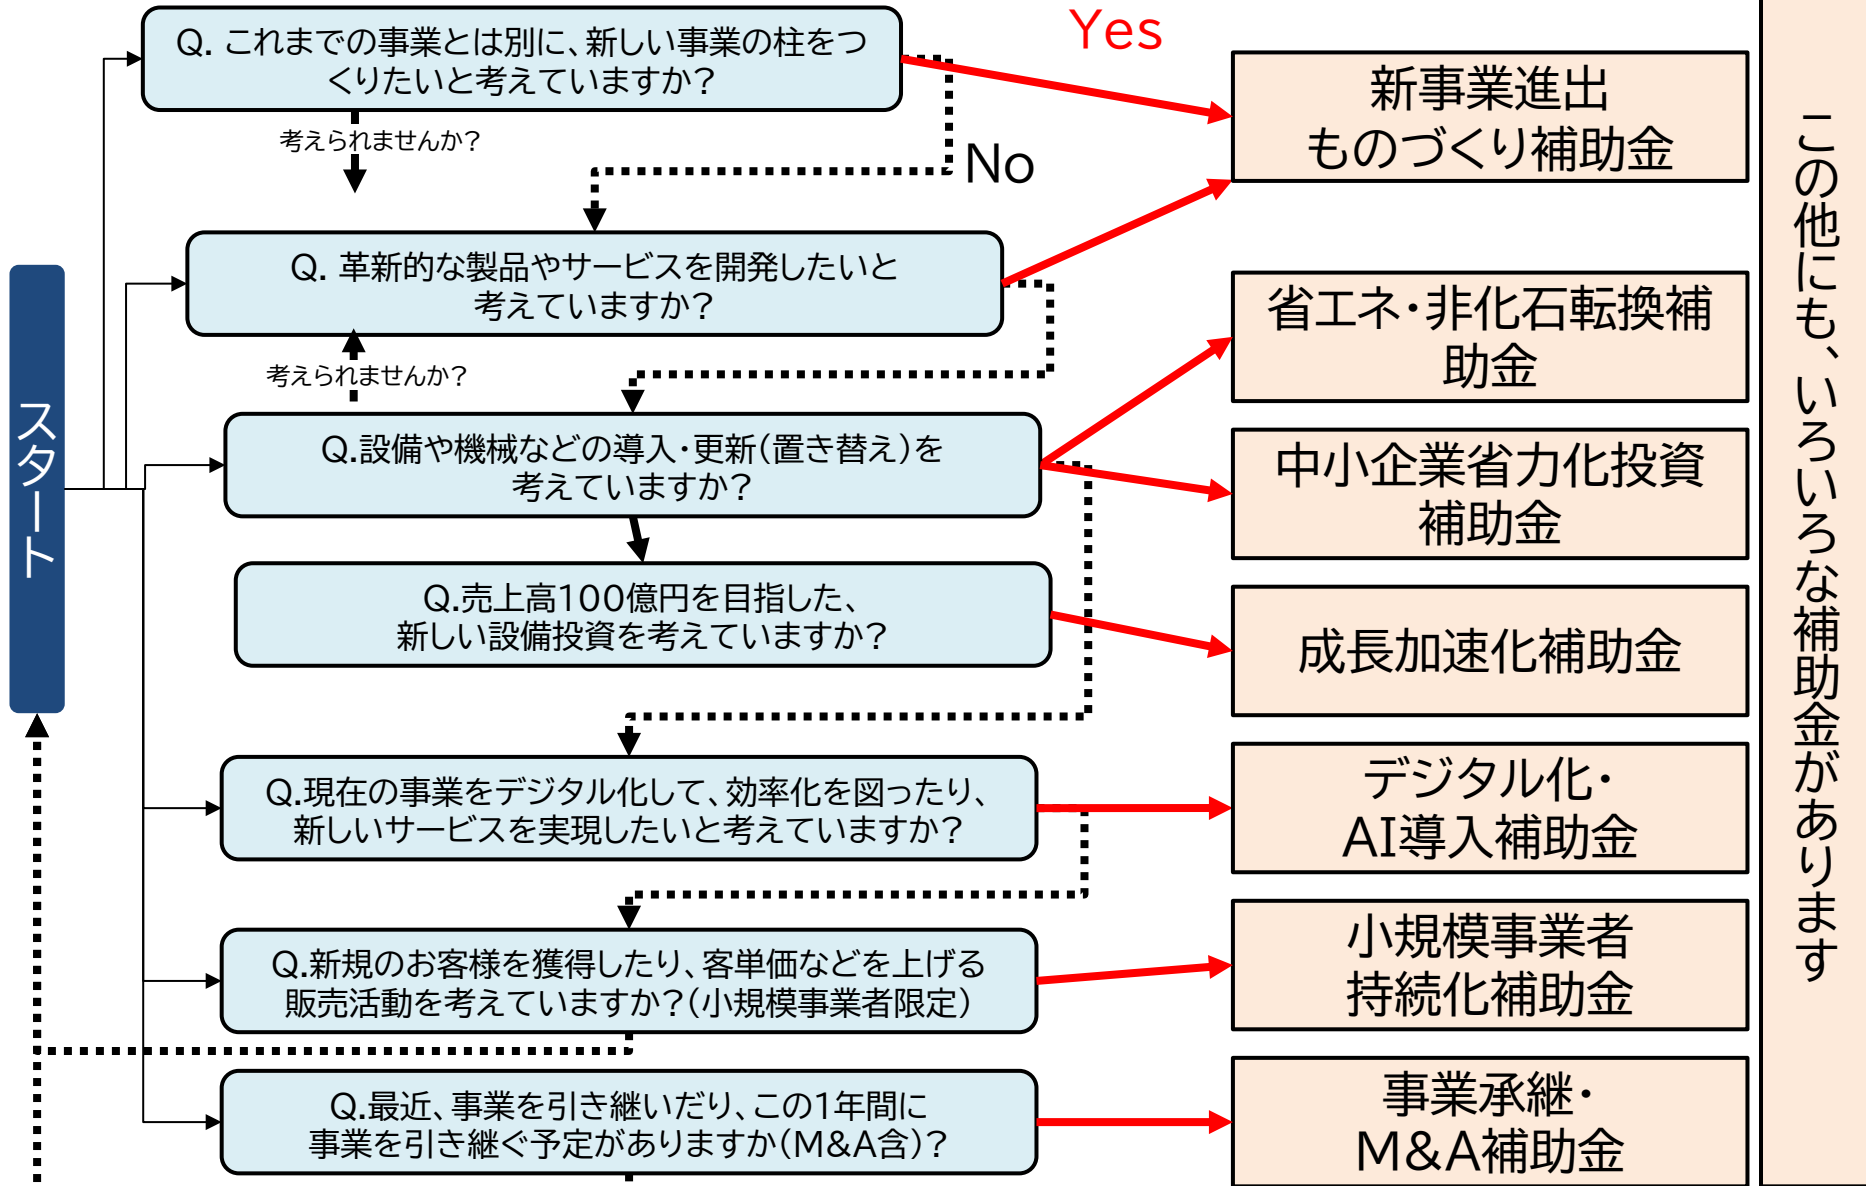 Q. これまでの事業とは別に、新しい事業の柱をつ
くりたいと考えていますか?
Yes
考えられませんか?
No
新事業進出
ものづくり補助金
Q. 革新的な製品やサービスを開発したいと
考えていますか?
考えられませんか?
省エネ・非化石転換補
助金
スタート
Q.設備や機械などの導入・更新(置き替え)を
考えていますか?
中小企業省力化投資
補助金
Q.売上高100億円を目指した、
新しい設備投資を考えていますか?
成長加速化補助金
Q.現在の事業をデジタル化して、効率化を図ったり、
新しいサービスを実現したいと考えていますか?
デジタル化・
AI導入補助金
Q.新規のお客様を獲得したり、客単価などを上げる
販売活動を考えていますか?(小規模事業者限定)
小規模事業者
持続化補助金
Q.最近、事業を引き継いだり、この1年間に
事業を引き継ぐ予定がありますか(M&A含)?
事業承継・
M&A補助金
この他にも、いろいろな補助金があります